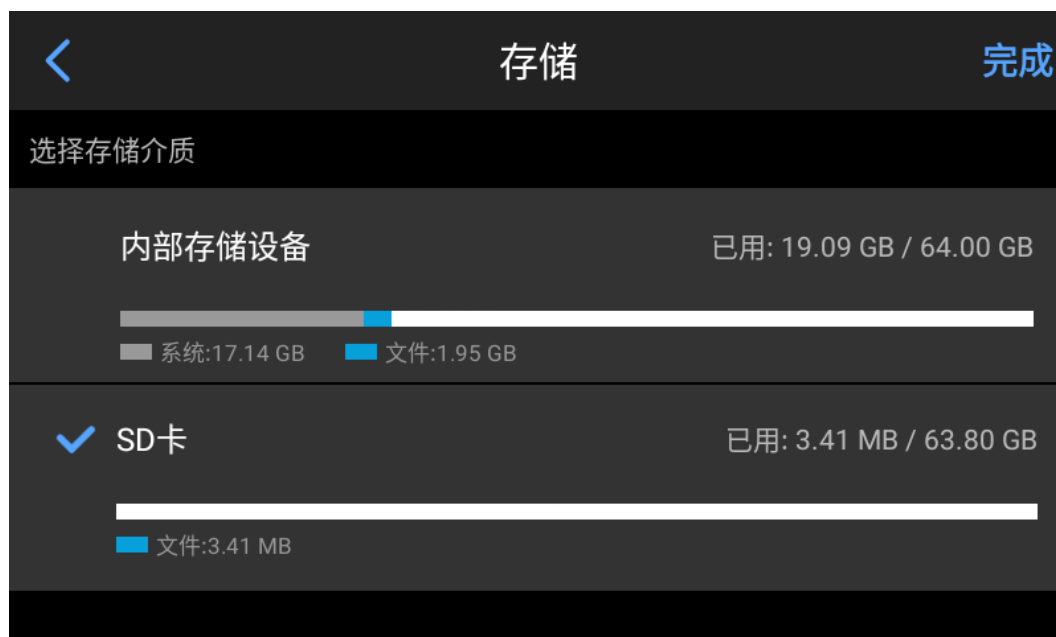 存储 完成
选择存储介质
内部存储设备 已用: 19.09 GB / 64.00 GB
系统:17.14 GB 文件:1.95 GB
SD卡 已用: 3.41 MB / 63.80 GB
文件:3.41 MB